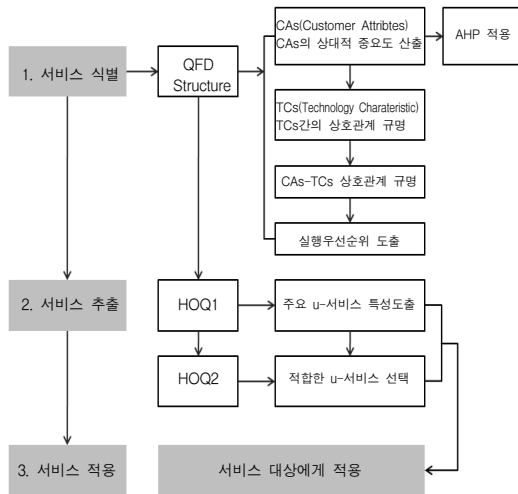 CAs(Customer Attribtes)
CAs의 상대적 중요도 산출
AHP 적용
1. 서비스 식별
QFD
Structure
TCs(Technology Charateristic)
TCs간의 상호관계 규명
CAs-TCs 상호관계 규명
실행우선순위 도출
2. 서비스 추출
HOQ1
주요 u-서비스 특성도출
HOQ2
적합한 u-서비스 선택
3. 서비스 적용
서비스 대상에게 적용